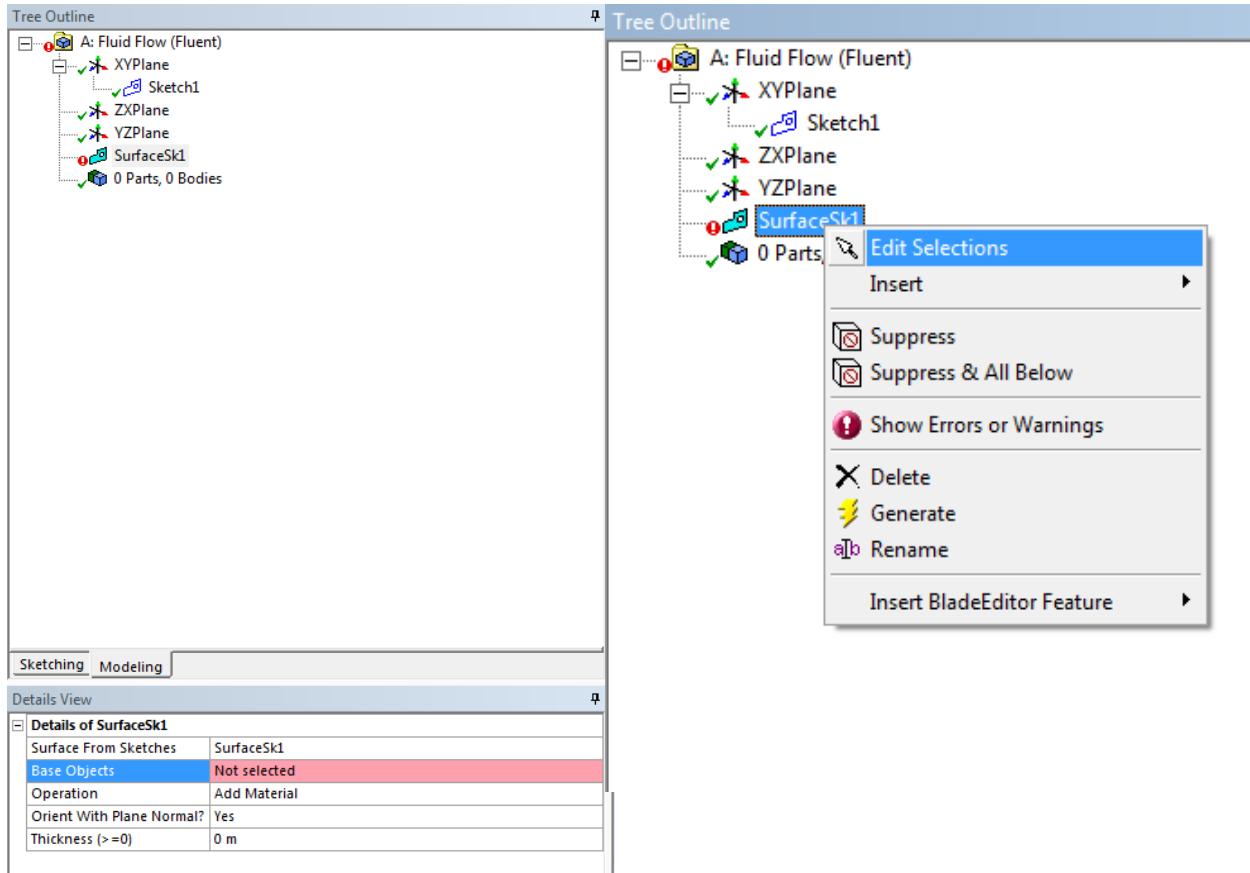 Tree Outline
A: Fluid Flow (Fluent)
XYPlane
Sketch1
ZXPlane
YZPlane
SurfaceSk1
0 Parts, 0 Bodies
Sketching Modeling
Details View
Details of SurfaceSk1
Surface From Sketches SurfaceSk1
Base Objects Not selected
Operation Add Material
Orient With Plane Normal? Yes
Thickness (>=0) 0 m
Tree Outline
A: Fluid Flow (Fluent)
XYPlane
Sketch1
ZXPlane
YZPlane
SurfaceSk1
0 Parts,
Edit Selections
Insert
Suppress
Suppress & All Below
Show Errors or Warnings
Delete
Generate
Rename
Insert BladeEditor Feature